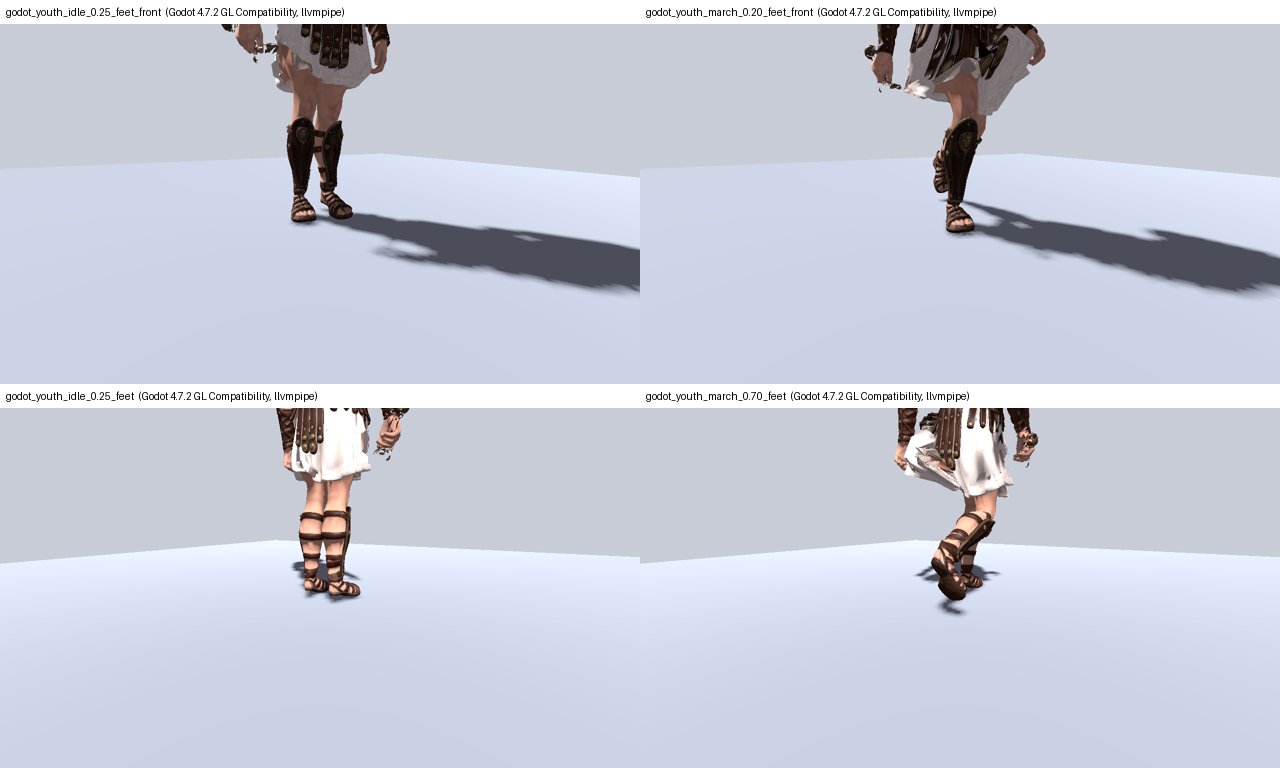 godot_youth_idle_0.25_feet_front (Godot 4.7.2 GL Compatibility, llvmpipe)
godot_youth_march_0.20_feet_front (Godot 4.7.2 GL Compatibility, llvmpipe)
godot_youth_idle_0.25_feet (Godot 4.7.2 GL Compatibility, llvmpipe)
godot_youth_march_0.70_feet (Godot 4.7.2 GL Compatibility, llvmpipe)